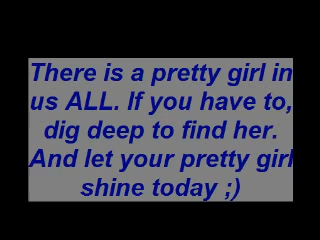 There is a pretty girl in
us ALL. If you have to,
dig deep to find her.
And let your pretty girl
shine today ;)